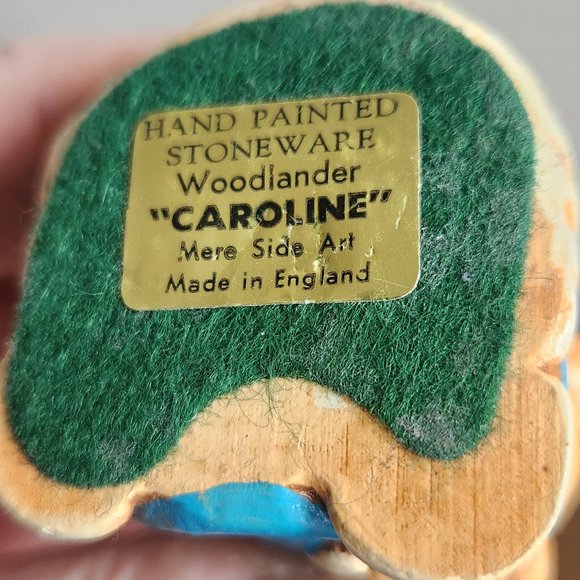 HAND PAINTED
STONEWARE
Woodlander
"CAROLINE"
Mere Side Art
Made in England